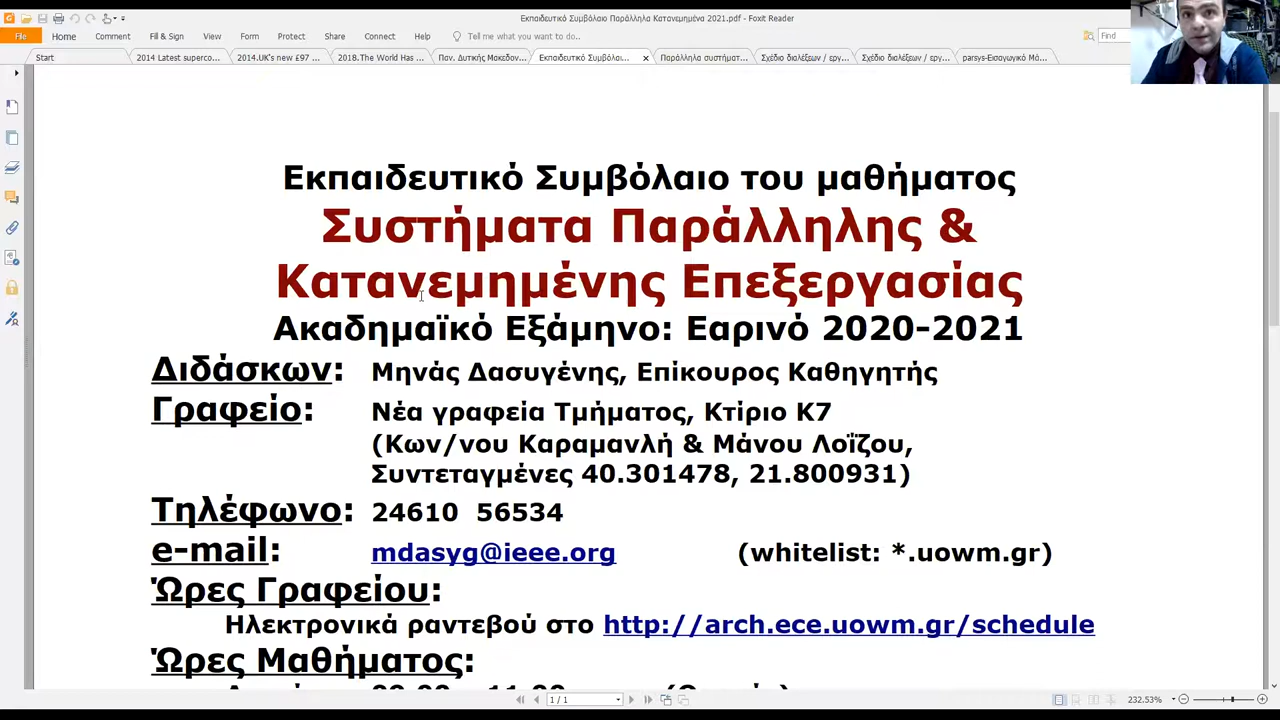 Εκπαιδευτικό Συμβόλαιο Παράλληλα Κατανεμημένα 2021.pdf - Foxit Reader
File Home Comment Fill & Sign View Form Protect Share Connect Help Tell me what you want to do.. Find
Start 2014 Latest superco... 2014.UK's new £97 ... 2018.The World Has ... Παν. Δυτικής Μακεδον... Εκπαιδευτικό Συμβόλαι... Παράλληλα συστήματ... Σχέδιο διαλέξεων / εργ... Σχέδιο διαλέξεων / εργ... parsys-Εισαγωγικό Μά...
Εκπαιδευτικό Συμβόλαιο του μαθήματος
Συστήματα Παράλληλης &
Κατανεμημένης Επεξεργασίας
Ακαδημαϊκό Εξάμηνο: Εαρινό 2020-2021
Διδάσκων: Μηνάς Δασυγένης, Επίκουρος Καθηγητής
Γραφείο: Νέα γραφεία Τμήματος, Κτίριο Κ7
(Κων/νου Καραμανλή & Μάνου Λοΐζου,
Συντεταγμένες 40.301478, 21.800931)
Τηλέφωνο: 24610 56534
e-mail: mdasyg@ieee.org (whitelist: *.uowm.gr)
Ώρες Γραφείου:
Ηλεκτρονικά ραντεβού στο http://arch.ece.uowm.gr/schedule
Ώρες Μαθήματος:
1 / 1 232.53%